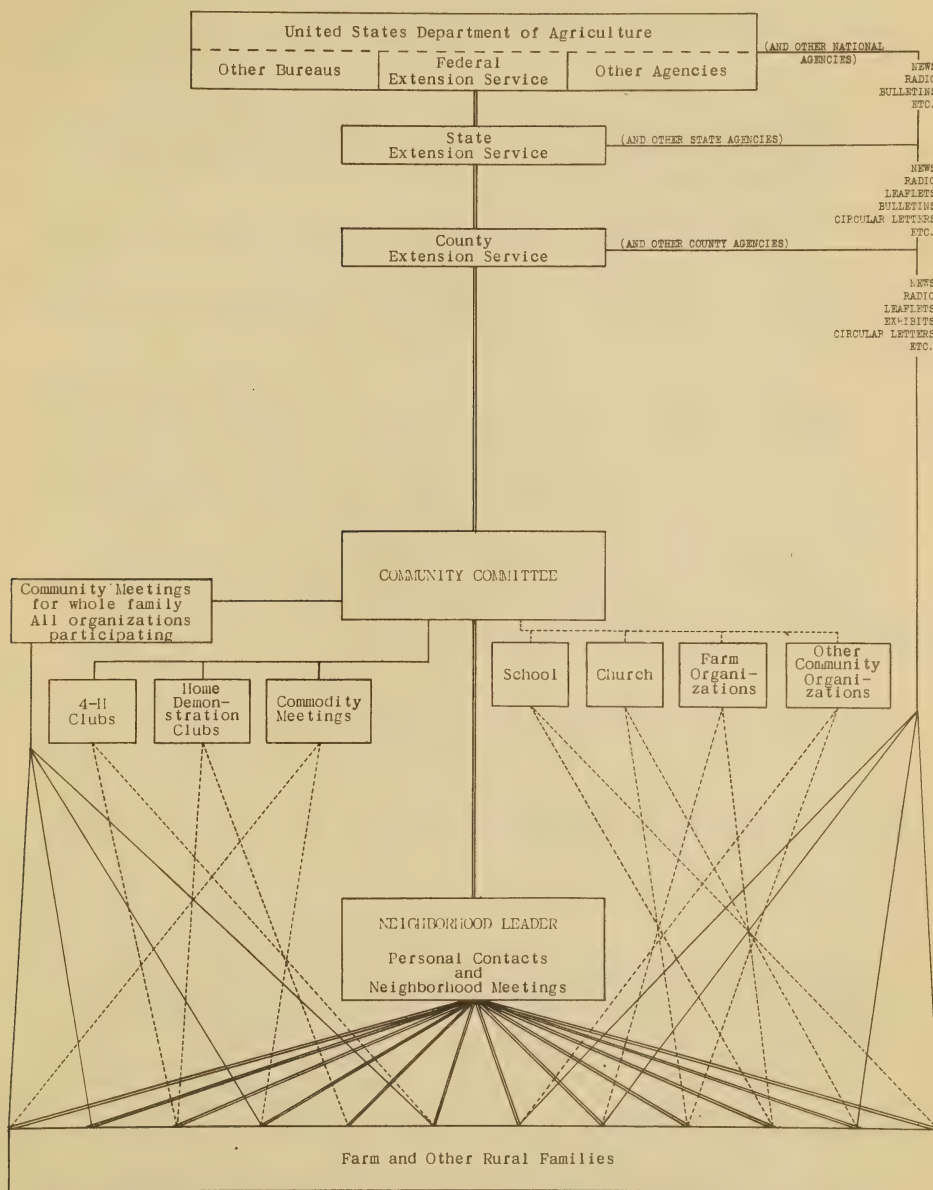 United States Department of Agriculture
Other Bureaus
Federal
Extension Service
Other Agencies
(AND OTHER NATIONAL
AGENCIES)
NEWS
RADIO
BULLETINS
ETC.
State
Extension Service
(AND OTHER STATE AGENCIES)
NEWS
RADIO
LEAFLETS
BULLETINS
CIRCULAR LETTERS
ETC.
County
Extension Service
(AND OTHER COUNTY AGENCIES)
NEWS
RADIO
LEAFLETS
EXHIBITS
CIRCULAR LETTERS
ETC.
COMMUNITY COMMITTEE
Community Meetings
for whole family
All organizations
participating
4-H
Clubs
Home
Demon-
stration
Clubs
Commodity
Meetings
School
Church
Farm
Organi-
zations
Other
Community
Organi-
zations
NEIGHBORHOOD LEADER
Personal Contacts
and
Neighborhood Meetings
Farm and Other Rural Families